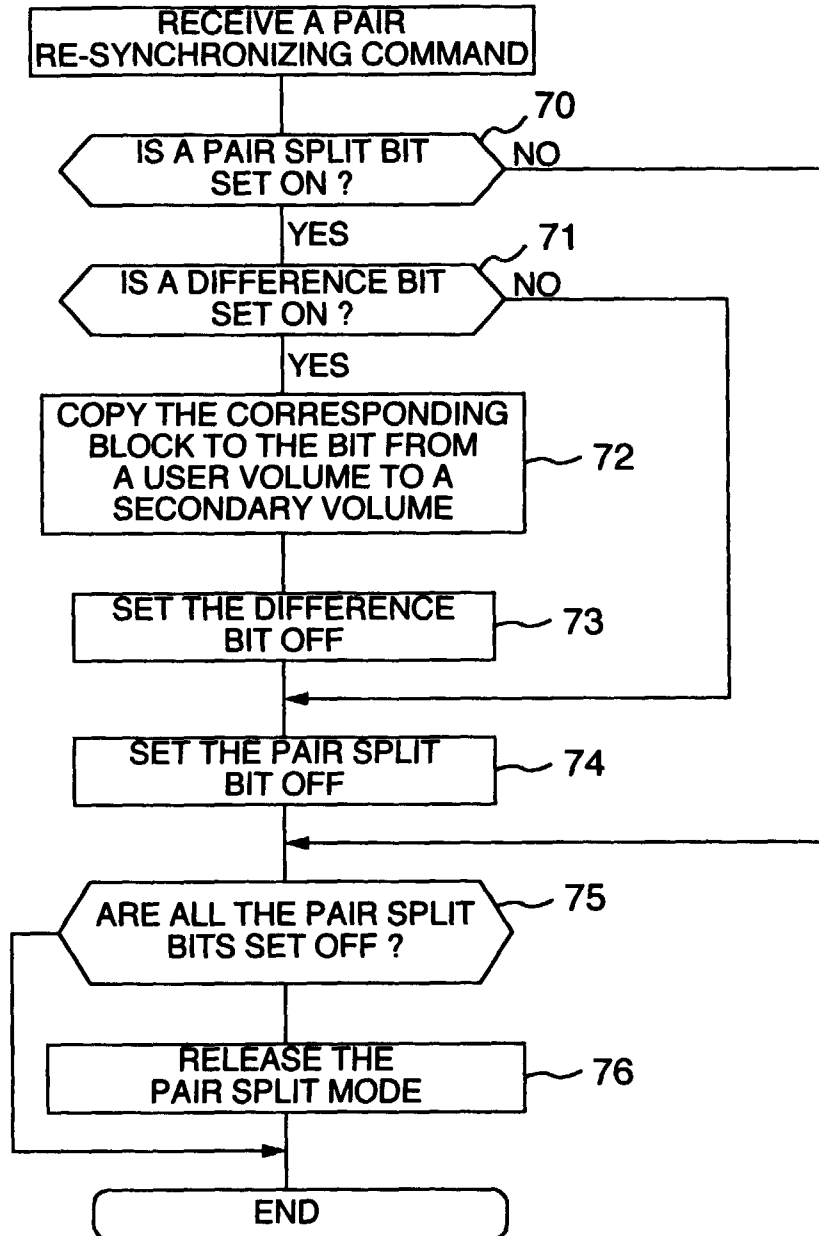 RECEIVE A PAIR
RE-SYNCHRONIZING COMMAND
70
IS A PAIR SPLIT BIT
SET ON ?
NO
YES
71
IS A DIFFERENCE BIT
SET ON ?
NO
YES
COPY THE CORRESPONDING
BLOCK TO THE BIT FROM
A USER VOLUME TO A
SECONDARY VOLUME
72
SET THE DIFFERENCE
BIT OFF
73
SET THE PAIR SPLIT
BIT OFF
74
ARE ALL THE PAIR SPLIT
BITS SET OFF ?
75
RELEASE THE
PAIR SPLIT MODE
76
END